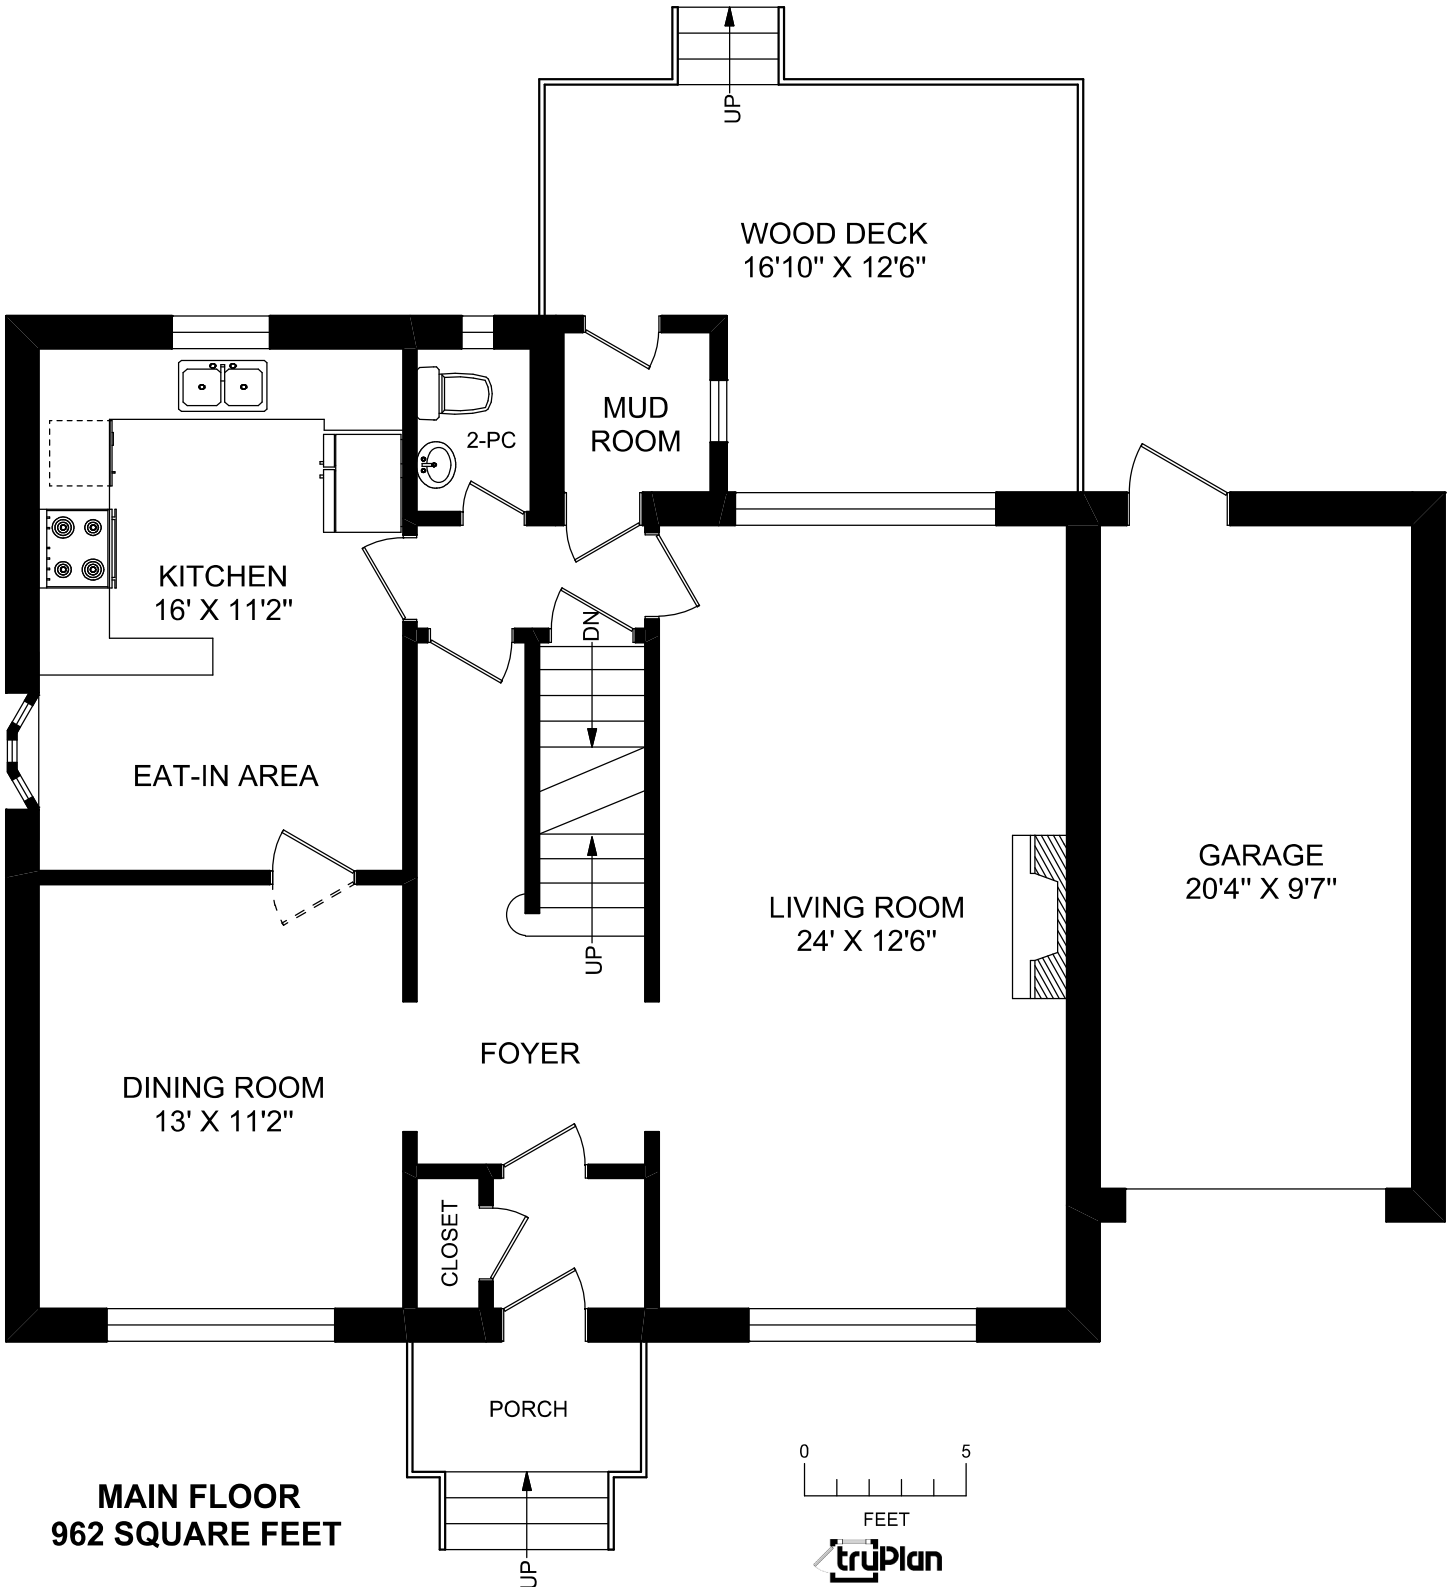 UP
WOOD DECK
16'10" X 12'6"
MUD
ROOM
2-PC
KITCHEN
16' X 11'2"
DN
EAT-IN AREA
GARAGE
20'4" X 9'7"
LIVING ROOM
24' X 12'6"
UP
FOYER
DINING ROOM
13' X 11'2"
CLOSET
PORCH
0 5
FEET
MAIN FLOOR
962 SQUARE FEET
UP
truPlan